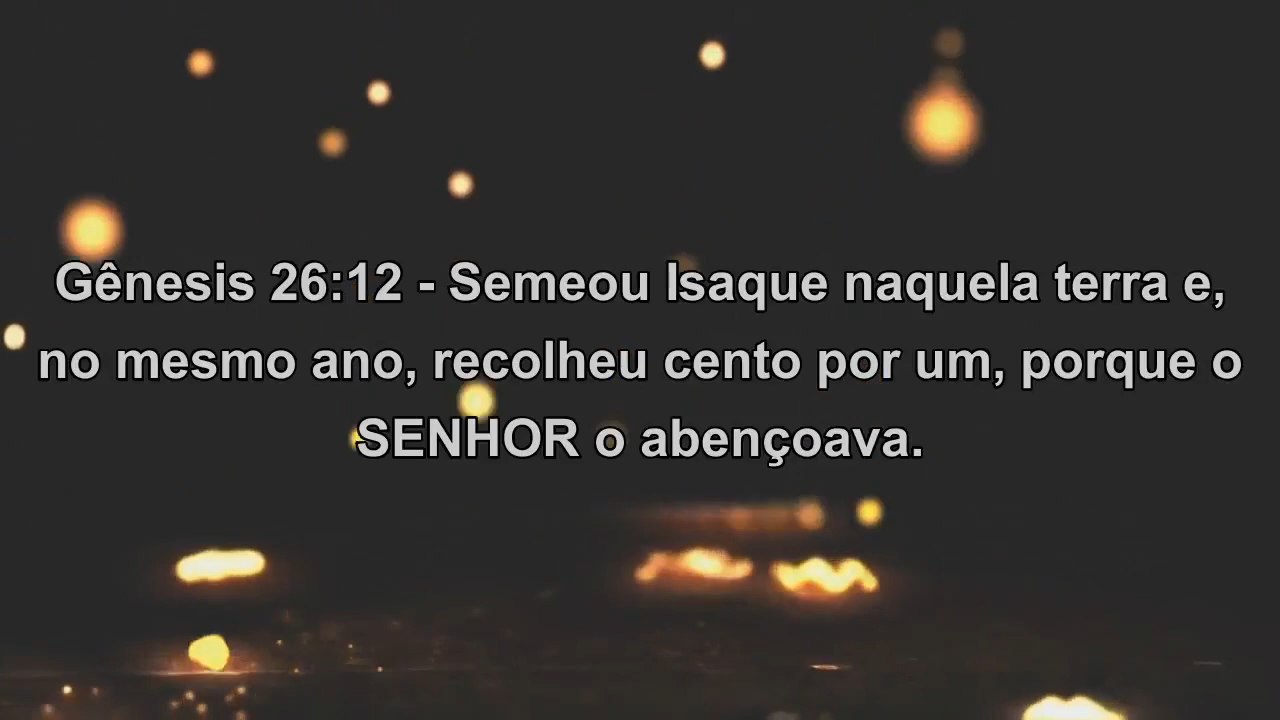 Gênesis 26:12 - Semeou Isaque naquela terra e,
no mesmo ano, recolheu cento por um, porque o
SENHOR o abençoava.